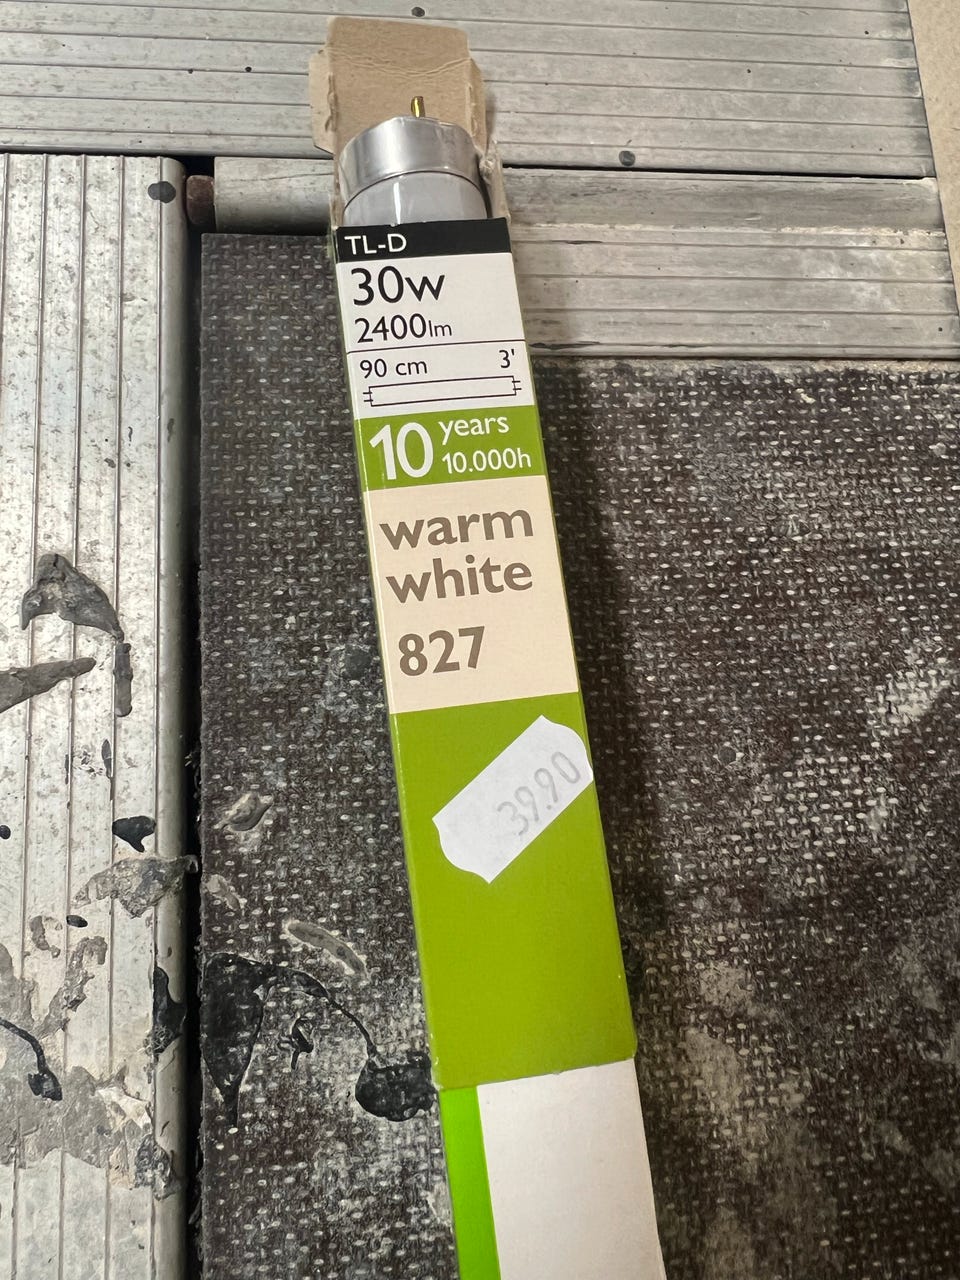 TL-D
30w
2400lm
90 cm 3'
10 years
10.000h
warm
white
827
39.90